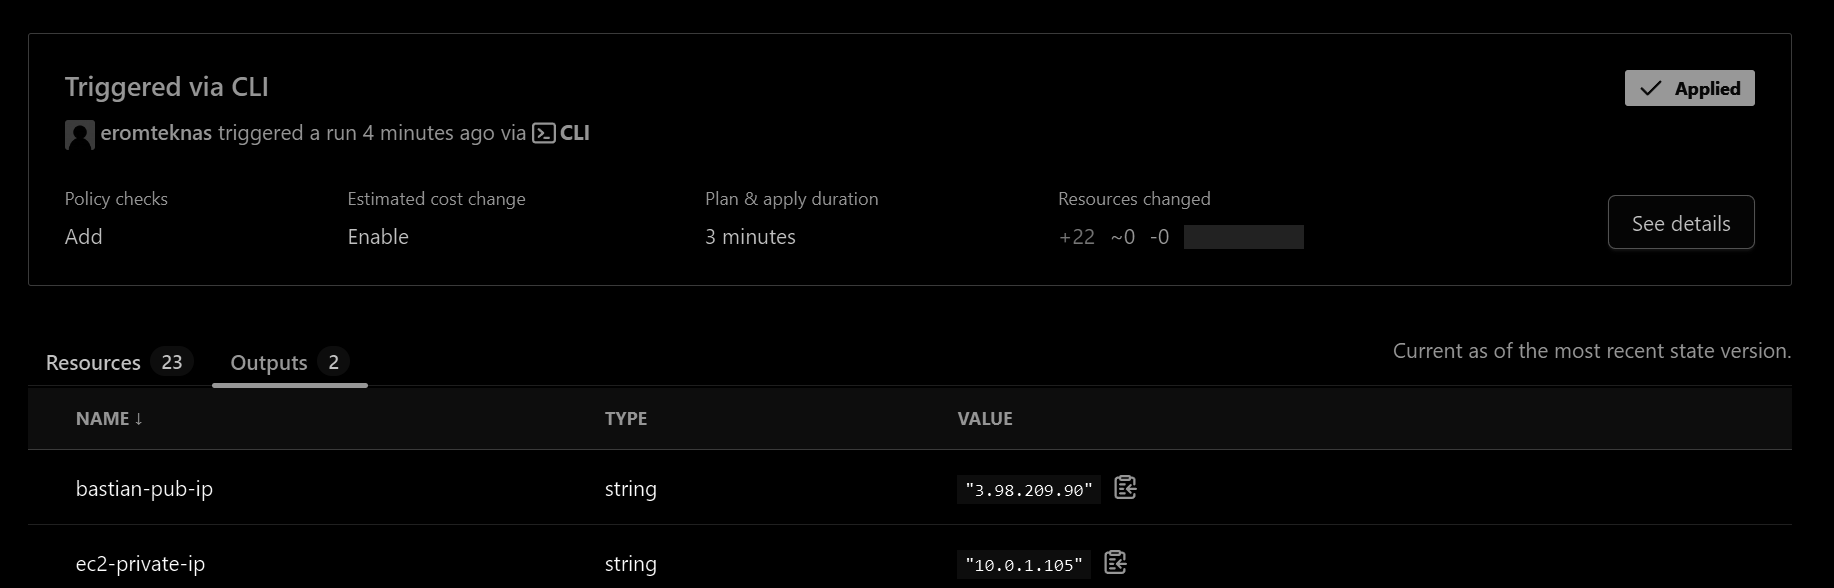 Triggered via CLI
Applied
eromteknas triggered a run 4 minutes ago via CLI
Policy checks
Estimated cost change
Plan & apply duration
Resources changed
Add
Enable
3 minutes
+22 ~0 -0
See details
Resources 23
Outputs 2
Current as of the most recent state version.
NAME ↓
TYPE
VALUE
bastian-pub-ip
string
"3.98.209.90"
ec2-private-ip
string
"10.0.1.105"